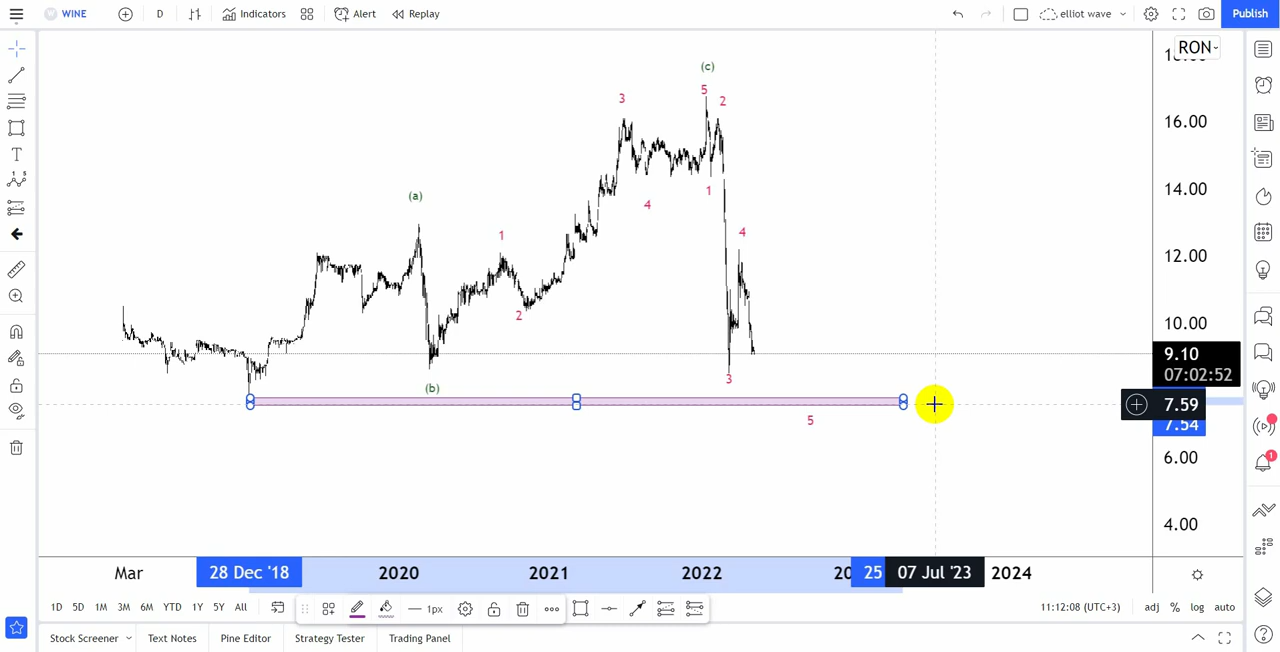 WINE D Indicators Alert Replay elliot wave Publish
18.00 RON
(c)
5 2
3
16.00
(a)
1
14.00
4
1 4
12.00
2
10.00
9.10
07:02:52
3
(b)
7.59
5
7.54
6.00
4.00
Mar 28 Dec '18 2020 2021 2022 20 25 07 Jul '23 2024
1D 5D 1M 3M 6M YTD 1Y 5Y All 1px 11:12:08 (UTC+3) adj % log auto
Stock Screener Text Notes Pine Editor Strategy Tester Trading Panel